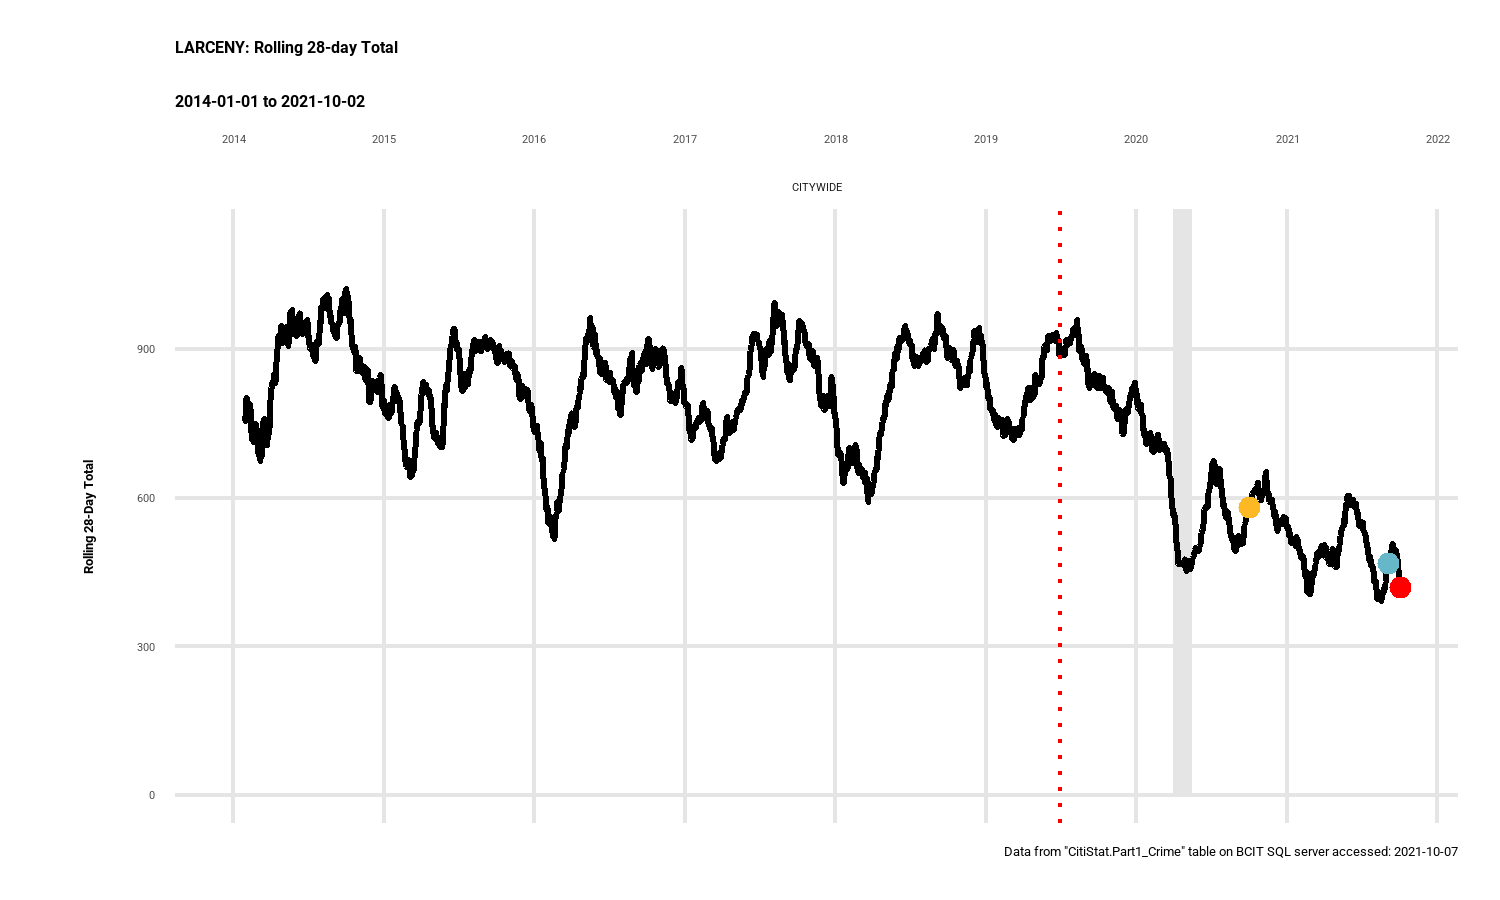 LARCENY: Rolling 28-day Total
2014-01-01 to 2021-10-02
2014 2015 2016 2017 2018 2019 2020 2021 2022
CITYWIDE
900
600
300
0
Rolling 28-Day Total
Data from "CitiStat.Part1_Crime" table on BCIT SQL server accessed: 2021-10-07